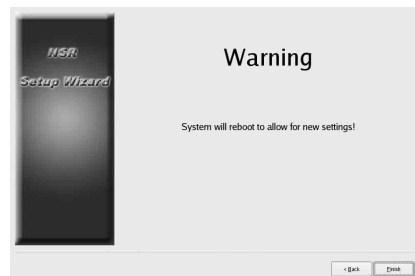 NSR
Setup Wizard
Warning
System will reboot to allow for new settings!
< Back
Finish